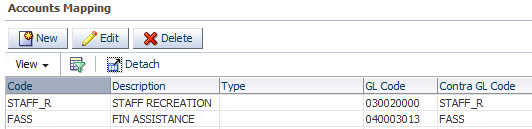 Accounts Mapping
New Edit Delete
View Detach
Code Description Type GL Code Contra GL Code
STAFF_R STAFF RECREATION 030020000 STAFF_R
FASS FIN ASSISTANCE 040003013 FASS